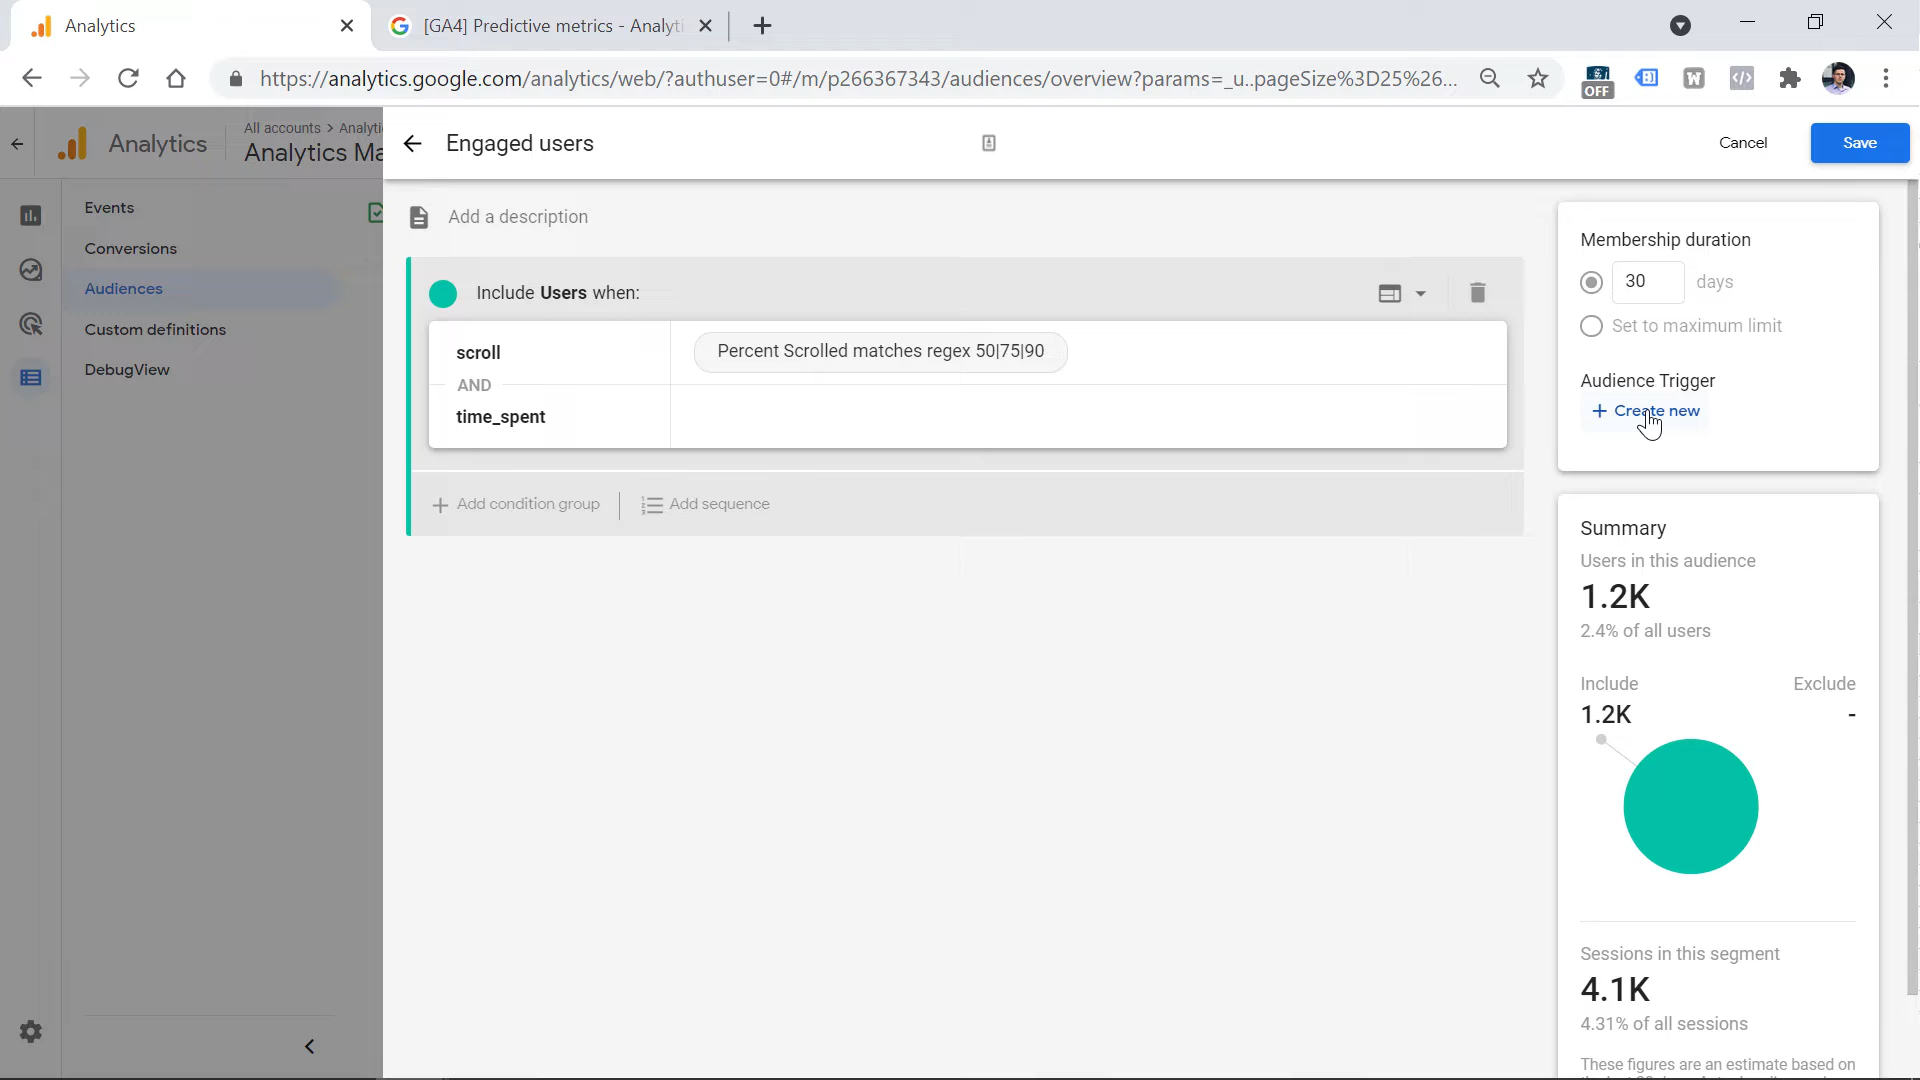 Analytics
[GA4] Predictive metrics - Analyti
https://analytics.google.com/analytics/web/?authuser=0#/m/p266367343/audiences/overview?params=_u..pageSize%3D25%26...
OFF
W
Analytics
All accounts > Analyti
Analytics Ma
Engaged users
Cancel
Save
Events
Conversions
Audiences
Custom definitions
DebugView
Add a description
Include Users when:
scroll
Percent Scrolled matches regex 50|75|90
AND
time_spent
Add condition group
Add sequence
Membership duration
30 days
Set to maximum limit
Audience Trigger
+ Create new
Summary
Users in this audience
1.2K
2.4% of all users
Include Exclude
1.2K -
Sessions in this segment
4.1K
4.31% of all sessions
These figures are an estimate based on